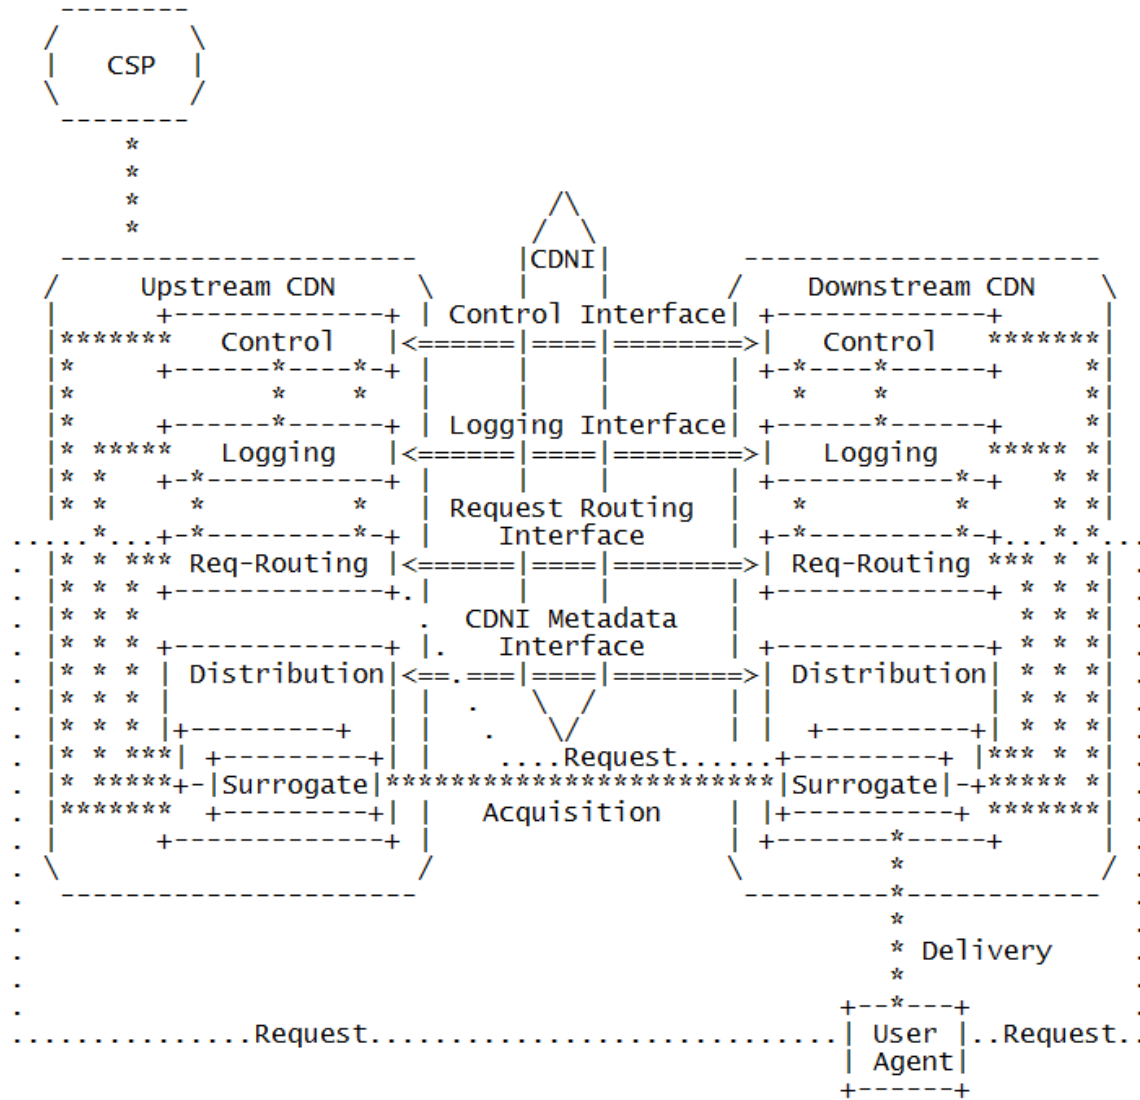 CSP
CDNI
Upstream CDN Downstream CDN
Control Interface
Control Control
Logging Interface
Logging Logging
Request Routing
Interface
Req-Routing Req-Routing
CDNI Metadata
Interface
Distribution Distribution
Request
Surrogate Surrogate
Acquisition
Delivery
Request User Request
Agent